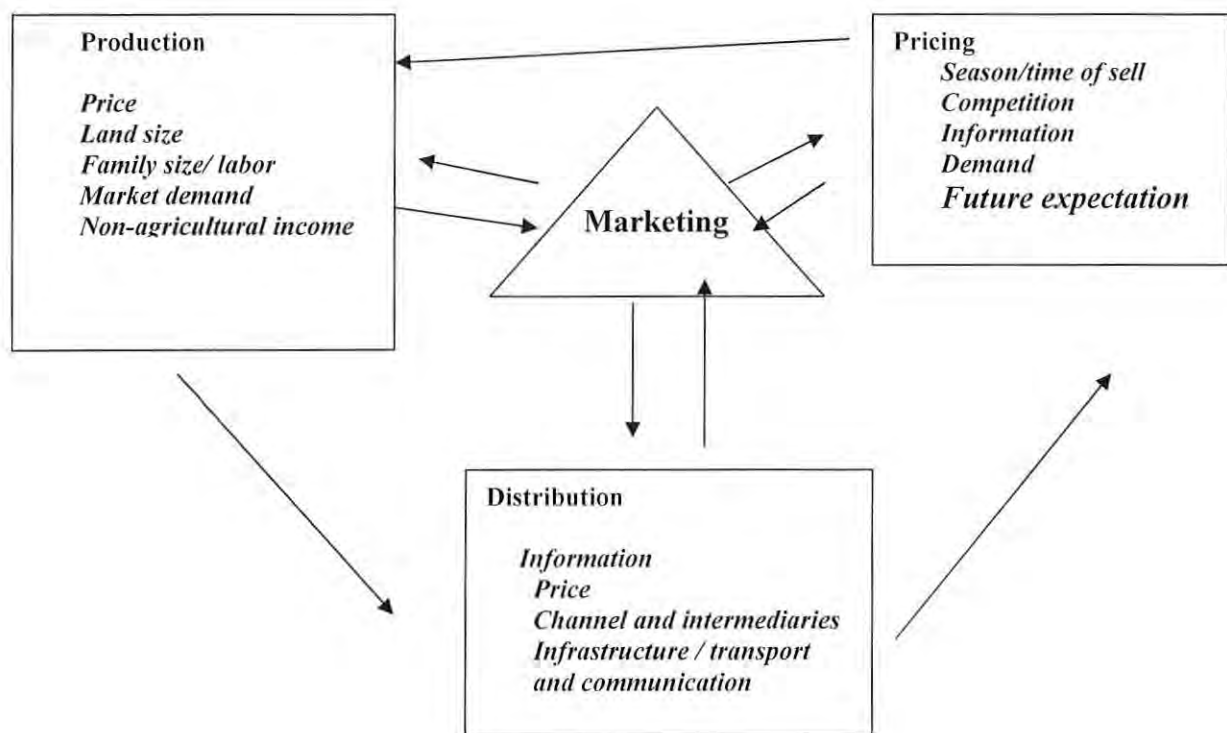 Production
Price
Land size
Family size/ labor
Market demand
Non-agricultural income
Pricing
Season/time of sell
Competition
Information
Demand
Future expectation
Marketing
Distribution
Information
Price
Channel and intermediaries
Infrastructure / transport
and communication